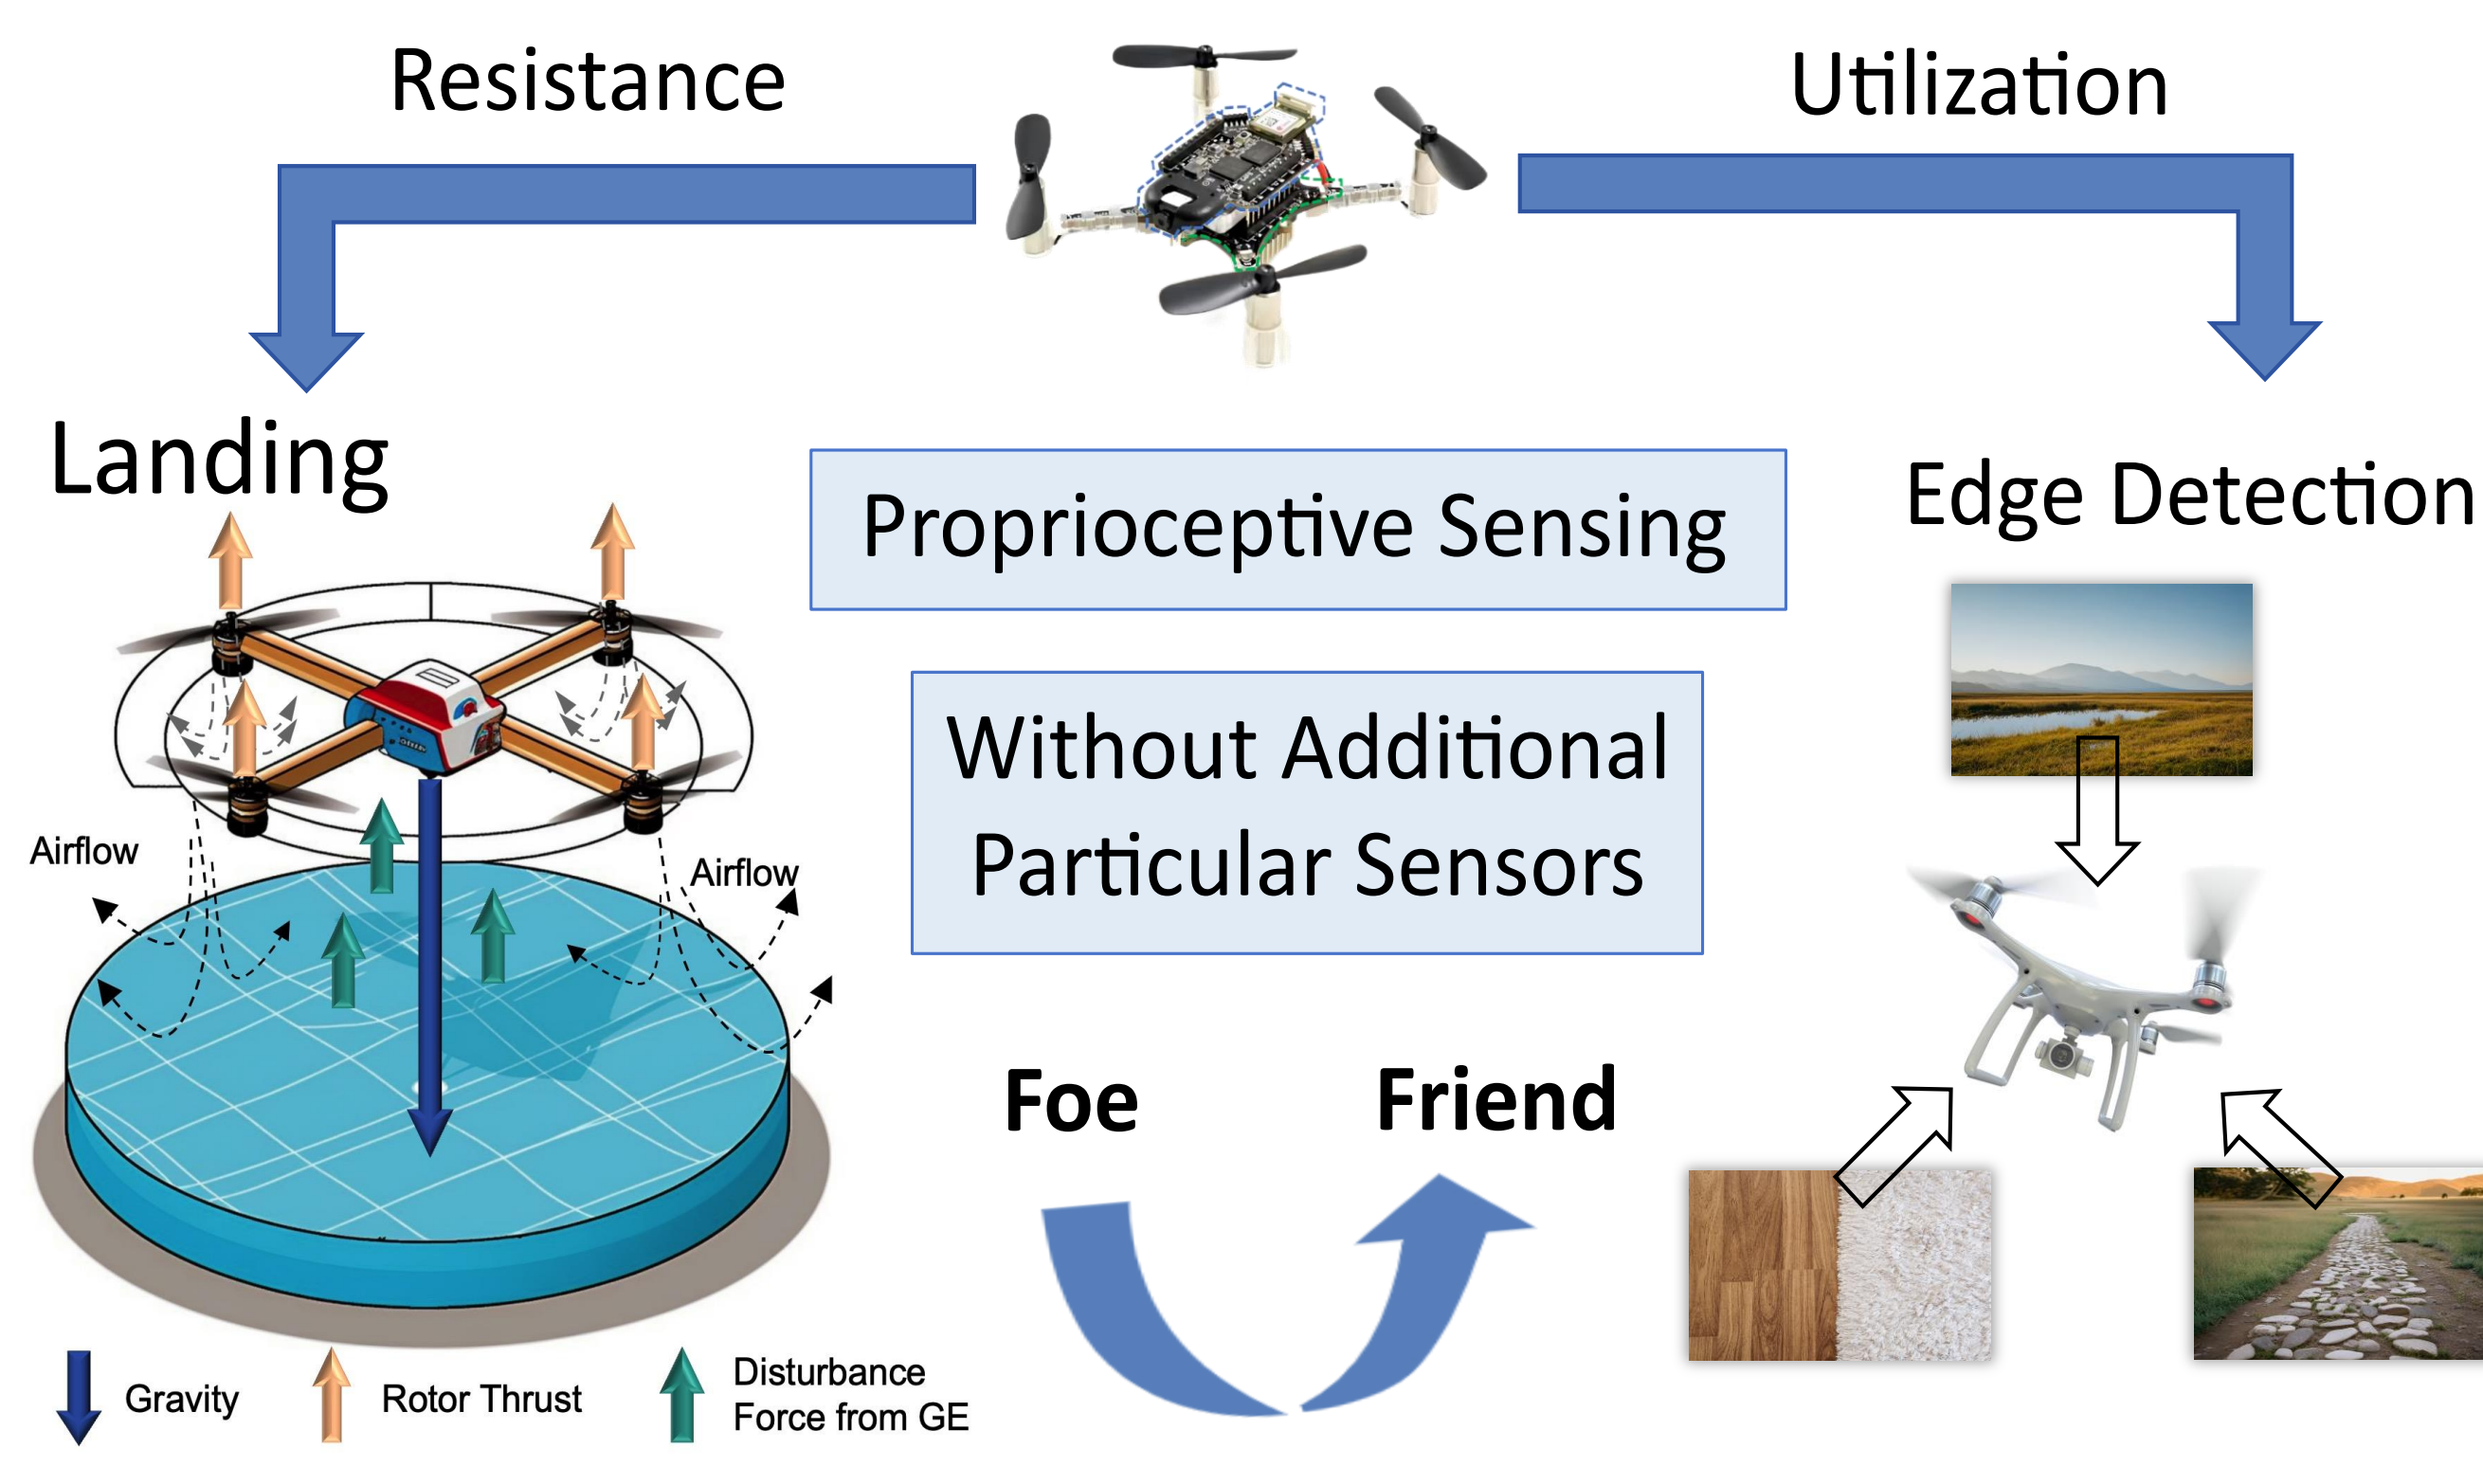 Resistance
Utilization
Landing
Proprioceptive Sensing
Edge Detection
Without Additional
Particular Sensors
Airflow
Airflow
Foe
Friend
Gravity
Rotor Thrust
Disturbance
Force from GE